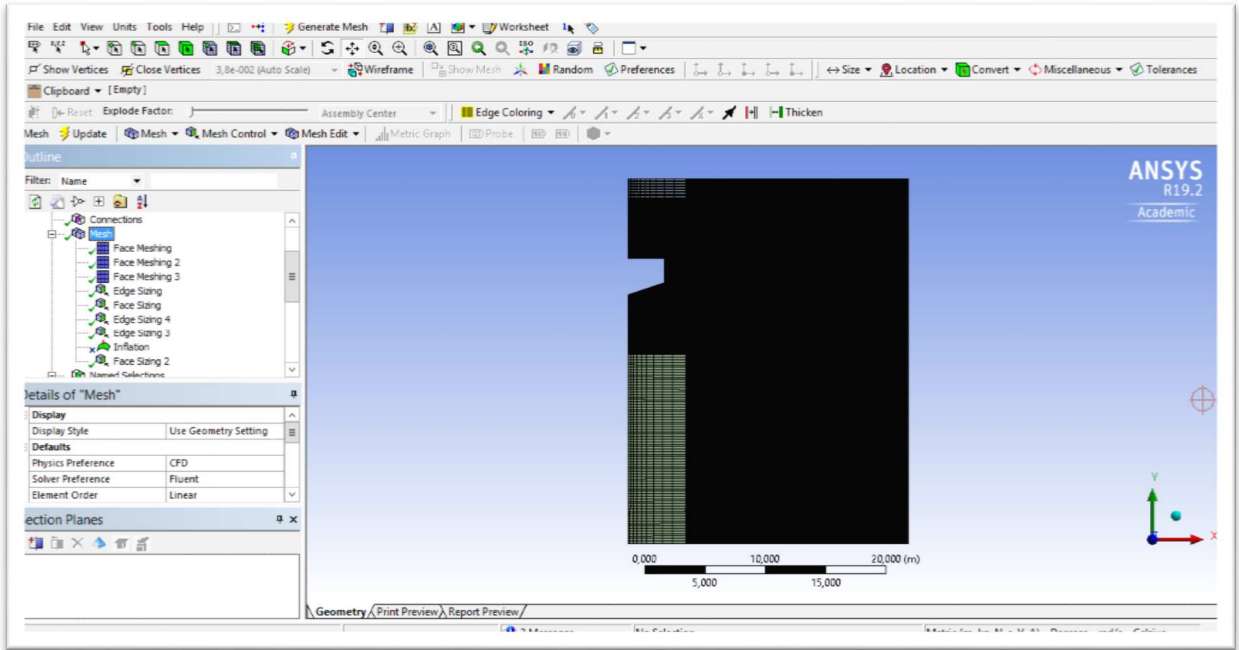 File Edit View Units Tools Help Generate Mesh Worksheet
Show Vertices Close Vertices 3,8e-002 (Auto Scale) Wireframe Show Mesh Random Preferences Size Location Convert Miscellaneous Tolerances
Clipboard [Empty]
Reset Explode Factor: Assembly Center Edge Coloring Thicken
Mesh Update Mesh Mesh Control Mesh Edit Metric Graph Probe
Outline
Filter: Name
Connections
Mesh
Face Meshing
Face Meshing 2
Face Meshing 3
Edge Sizing
Face Sizing
Edge Sizing 4
Edge Sizing 3
Inflation
Face Sizing 2
Named Selections
Details of "Mesh"
Display
Display Style Use Geometry Setting
Defaults
Physics Preference CFD
Solver Preference Fluent
Element Order Linear
Section Planes
ANSYS
R19.2
Academic
Y
X
0,000 10,000 20,000 (m)
5,000 15,000
Geometry Print Preview Report Preview
No Selection